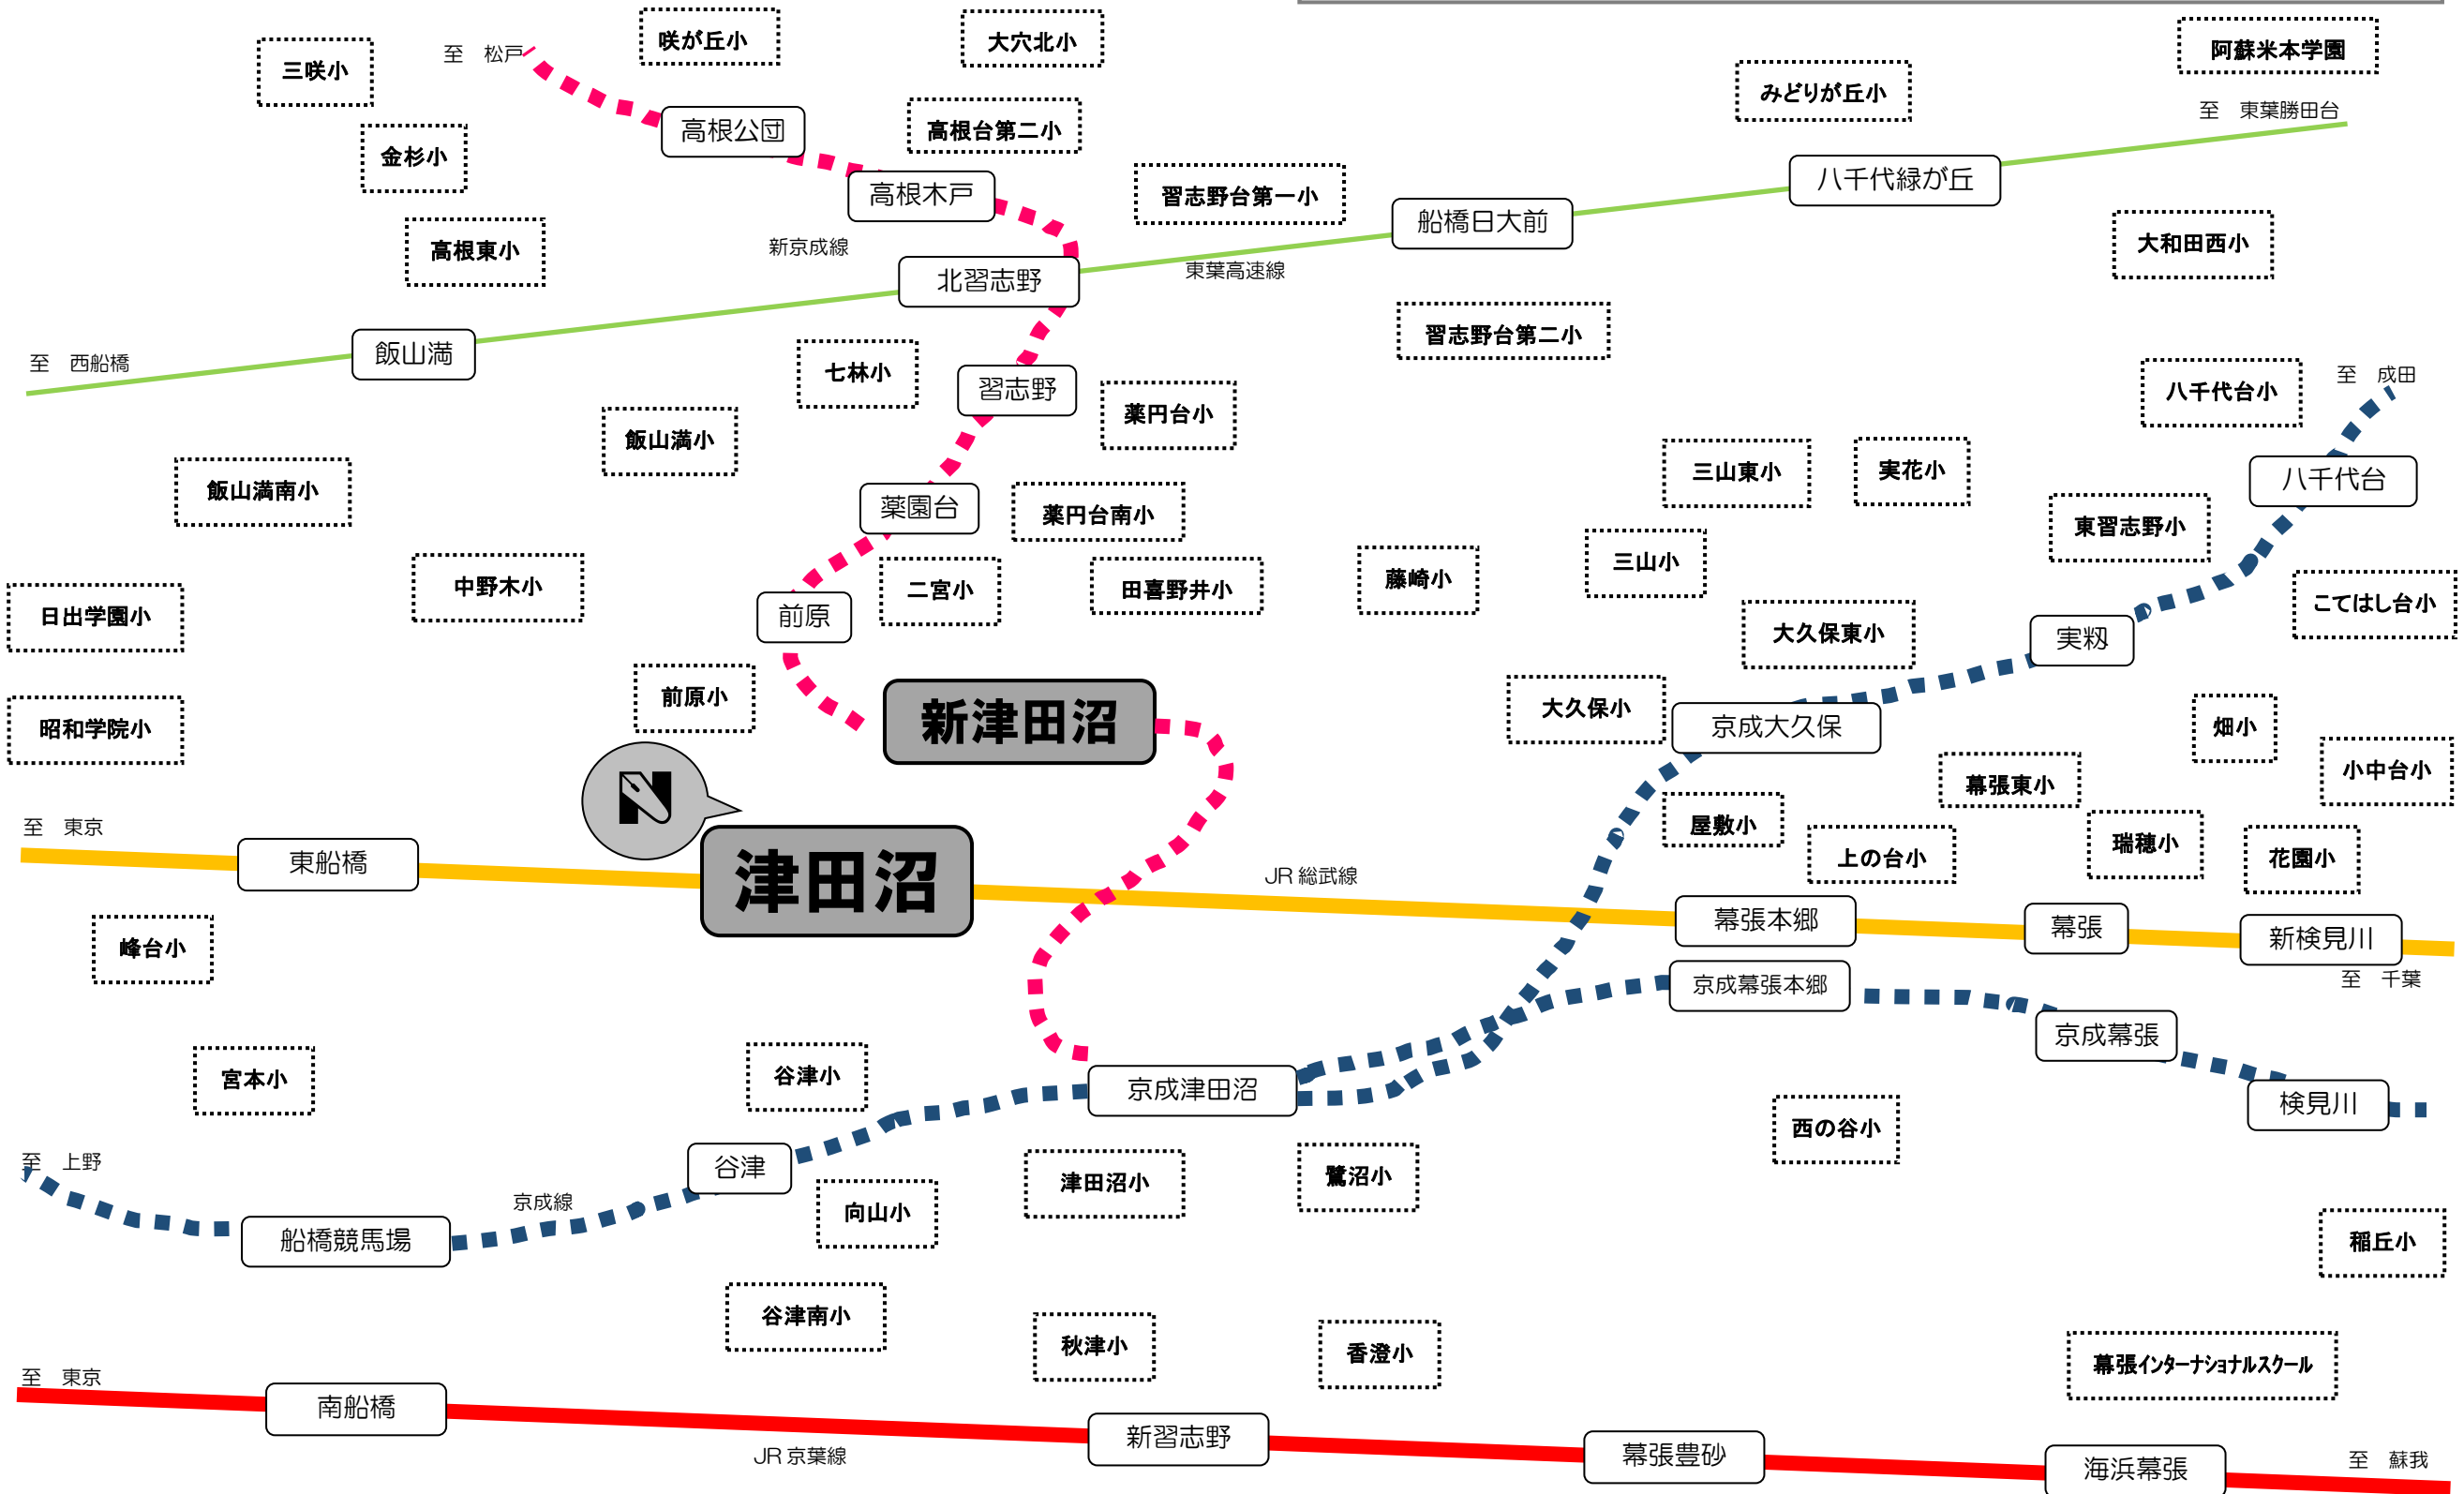 咲が丘小
大穴北小
阿蘇米本学園
三咲小
至　松戸
みどりが丘小
高根公団
高根台第二小
至　東葉勝田台
金杉小
高根木戸
習志野台第一小
八千代緑が丘
船橋日大前
高根東小
新京成線
大和田西小
北習志野
東葉高速線
習志野台第二小
飯山満
至　西船橋
七林小
習志野
薬円台小
八千代台小
至　成田
飯山満小
三山東小
実花小
八千代台
飯山満南小
薬園台
薬円台南小
東習志野小
中野木小
二宮小
田喜野井小
藤崎小
三山小
こてはし台小
日出学園小
前原
大久保東小
実籾
前原小
新津田沼
大久保小
京成大久保
畑小
昭和学院小
小中台小
N
幕張東小
屋敷小
上の台小
瑞穂小
花園小
至　東京
東船橋
津田沼
JR 総武線
幕張本郷
幕張
新検見川
峰台小
京成幕張本郷
至　千葉
宮本小
谷津小
京成津田沼
京成幕張
検見川
西の谷小
至　上野
谷津
津田沼小
鷺沼小
京成線
向山小
船橋競馬場
稲丘小
谷津南小
秋津小
香澄小
幕張インターナショナルスクール
至　東京
南船橋
JR 京葉線
新習志野
幕張豊砂
海浜幕張
至　蘇我